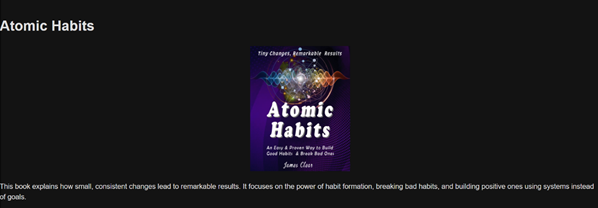 Atomic Habits
Tiny Changes, Remarkable Results
Atomic
Habits
An Easy & Proven Way to Build
Good Habits & Break Bad Ones
James Clear
This book explains how small, consistent changes lead to remarkable results. It focuses on the power of habit formation, breaking bad habits, and building positive ones using systems instead
of goals.